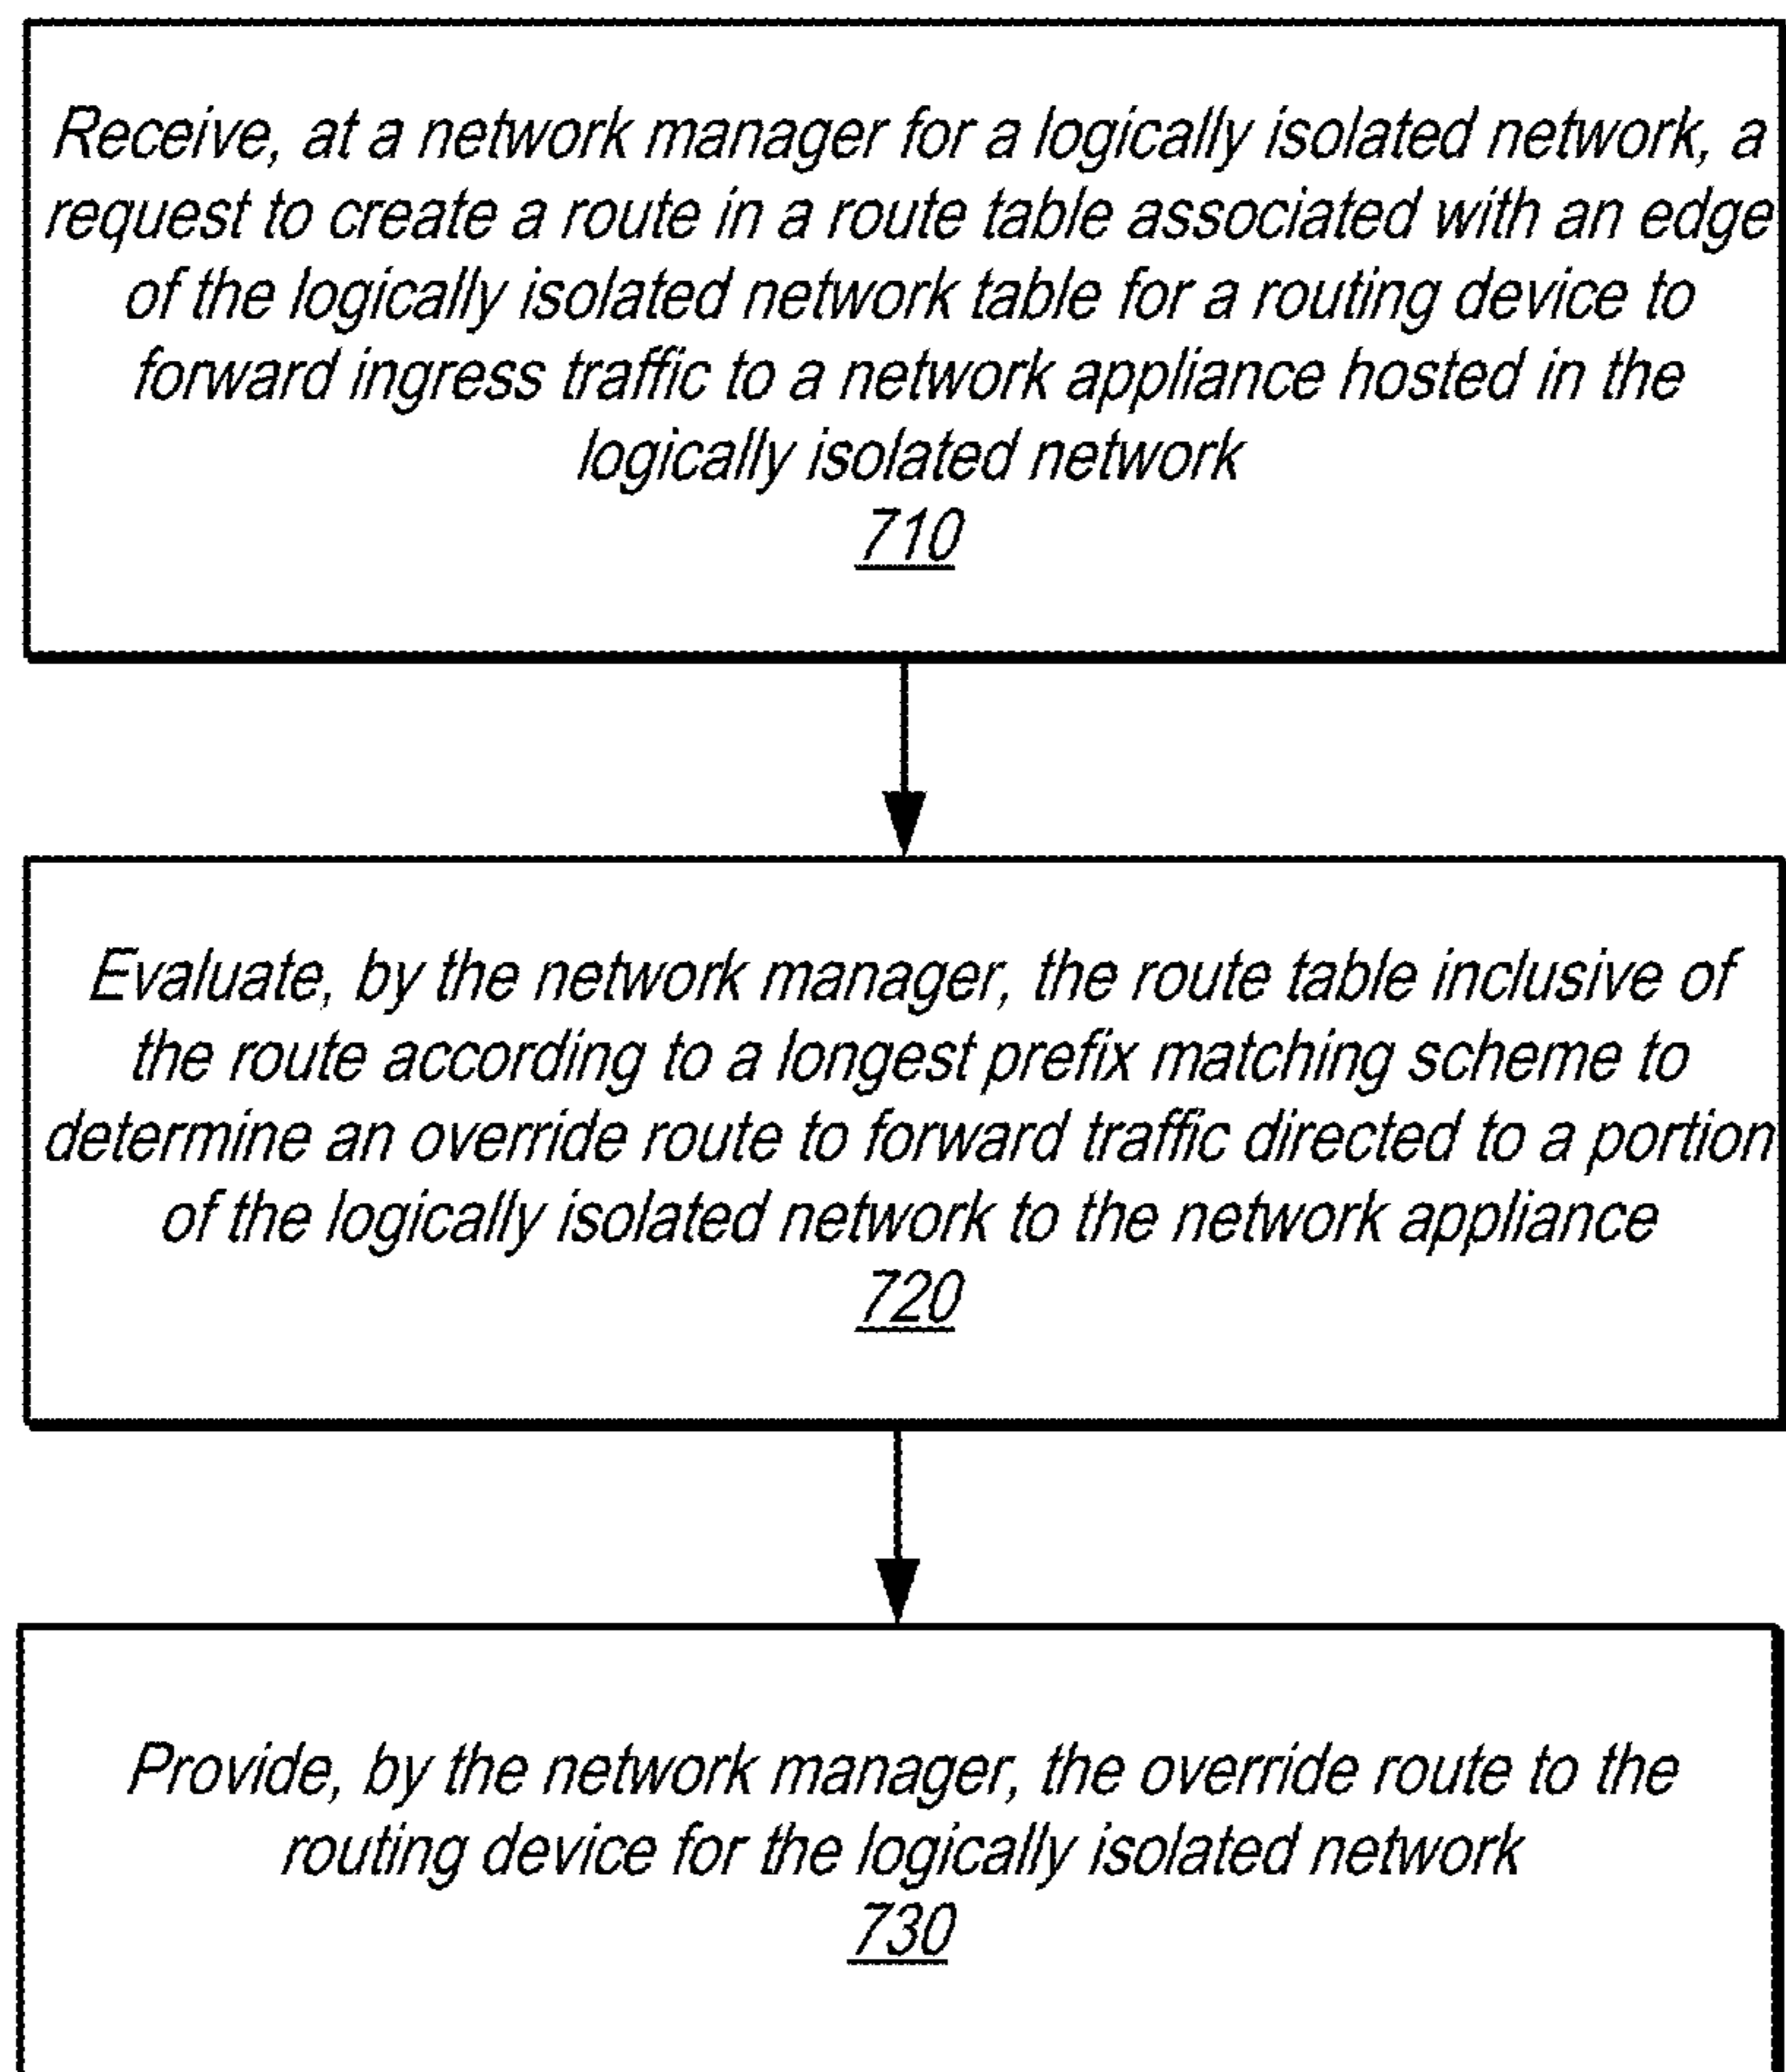 Receive, at a network manager for a logically isolated network, a
request to create a route in a route table associated with an edge
of the logically isolated network table for a routing device to
forward ingress traffic to a network appliance hosted in the
logically isolated network
710
Evaluate, by the network manager, the route table inclusive of
the route according to a longest prefix matching scheme to
determine an override route to forward traffic directed to a portion
of the logically isolated network to the network appliance
720
Provide, by the network manager, the override route to the
routing device for the logically isolated network
730